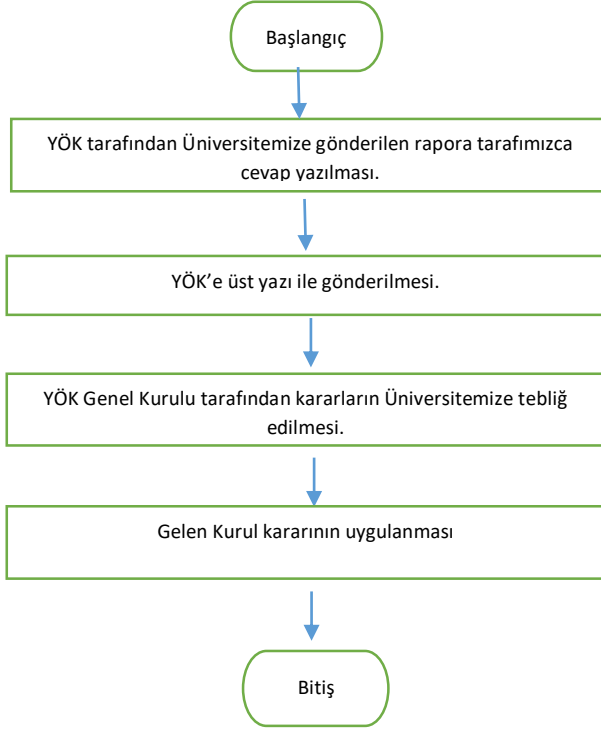 Başlangıç
YÖK tarafından Üniversitemize gönderilen rapora tarafımızca
cevap yazılması.
YÖK’e üst yazı ile gönderilmesi.
YÖK Genel Kurulu tarafından kararların Üniversitemize tebliğ
edilmesi.
Gelen Kurul kararının uygulanması
Bitiş